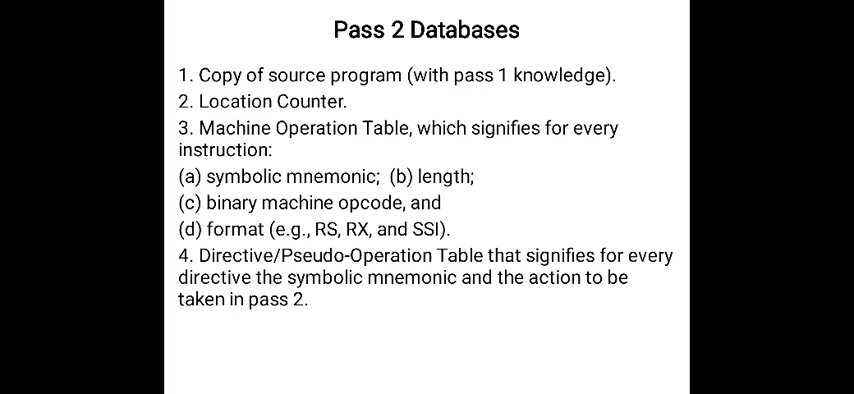 Pass 2 Databases
1. Copy of source program (with pass 1 knowledge).
2. Location Counter.
3. Machine Operation Table, which signifies for every
instruction:
(a) symbolic mnemonic;  (b) length;
(c) binary machine opcode, and
(d) format (e.g., RS, RX, and SSI).
4. Directive/Pseudo-Operation Table that signifies for every
directive the symbolic mnemonic and the action to be
taken in pass 2.